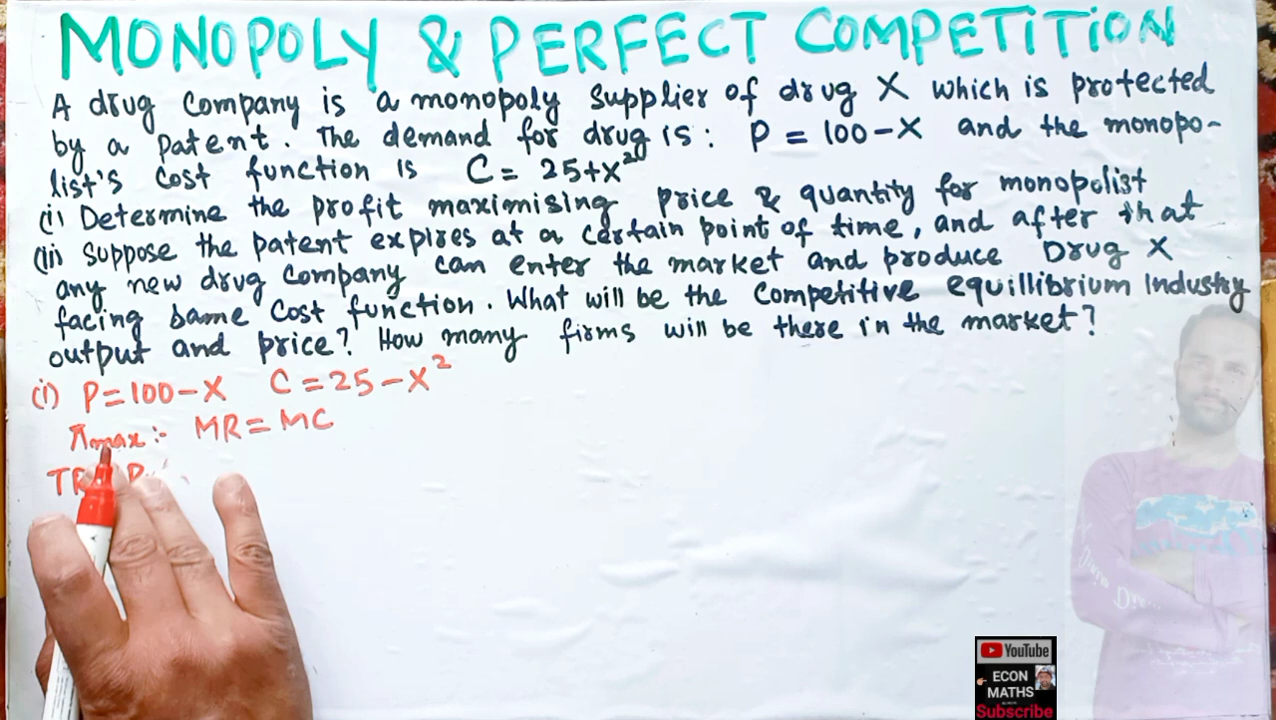 MONOPOLY & PERFECT COMPETITION
A drug company is a monopoly supplier of drug X which is protected
by a patent. The demand for drug is: P = 100-X and the monopo-
list's cost function is C = 25+x²
(i) Determine the profit maximising price & quantity for monopolist
(ii) Suppose the patent expires at a certain point of time, and after that
any new drug company can enter the market and produce Drug X
facing same cost function. What will be the competitive equillibrium Industry
output and price? How many firms will be there in the market?
(i) P=100-X C=25-X²
πmax:- MR=MC
TR P
YouTube
ECON
MATHS
Subscribe